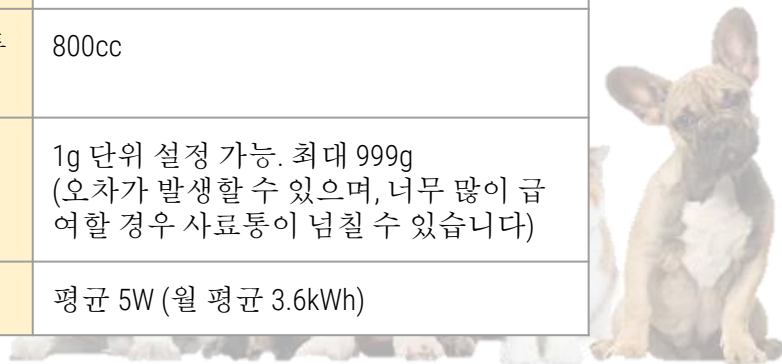 800cc
1g 단위 설정 가능. 최대 999g
(오차가 발생할 수 있으며, 너무 많이 급
여할 경우 사료통이 넘칠 수 있습니다)
평균 5W (월 평균 3.6kWh)